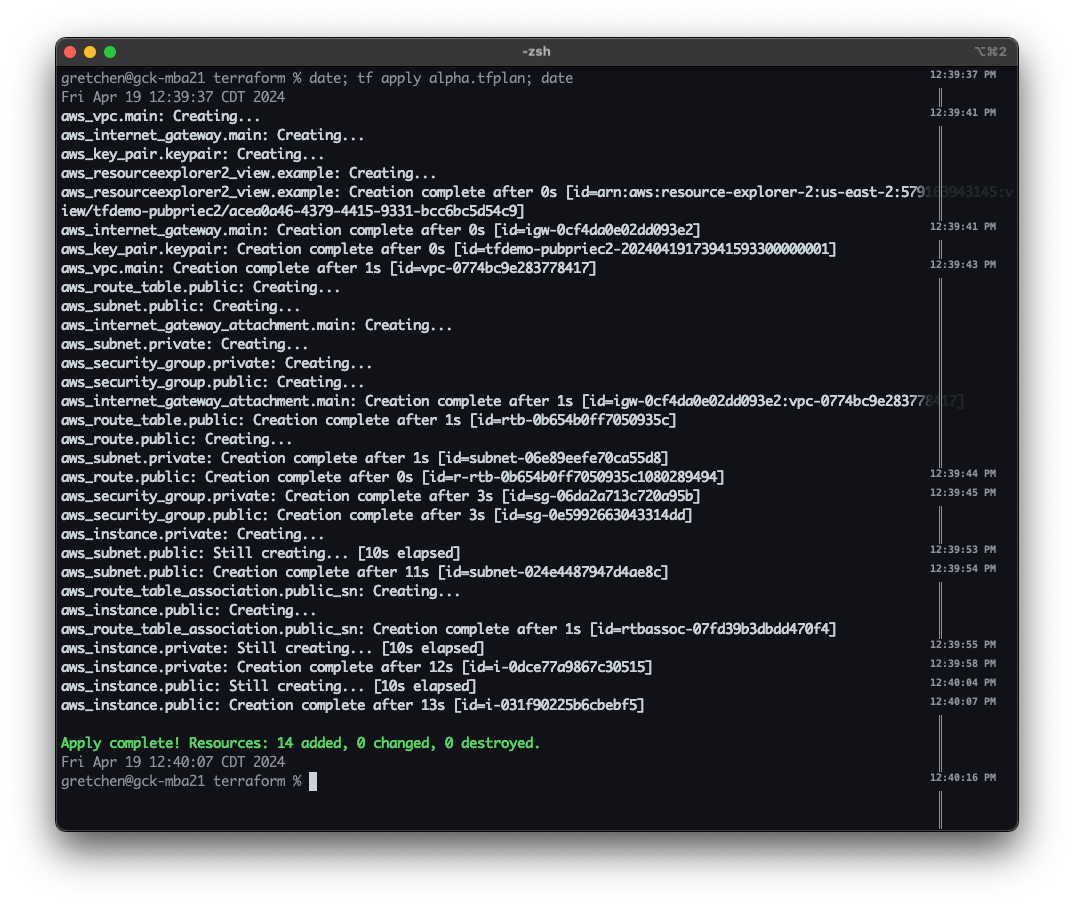 -zsh ⌥⌘2
gretchen@gck-mba21 terraform % date; tf apply alpha.tfplan; date 12:39:37 PM
Fri Apr 19 12:39:37 CDT 2024
aws_vpc.main: Creating... 12:39:41 PM
aws_internet_gateway.main: Creating...
aws_key_pair.keypair: Creating...
aws_resourceexplorer2_view.example: Creating...
aws_resourceexplorer2_view.example: Creation complete after 0s [id=arn:aws:resource-explorer-2:us-east-2:579163943145:v
iew/tfdemo-pubpriec2/acea0a46-4379-4415-9331-bcc6bc5d54c9]
aws_internet_gateway.main: Creation complete after 0s [id=igw-0cf4da0e02dd093e2] 12:39:41 PM
aws_key_pair.keypair: Creation complete after 0s [id=tfdemo-pubpriec2-20240419173941593300000001]
aws_vpc.main: Creation complete after 1s [id=vpc-0774bc9e283778417] 12:39:43 PM
aws_route_table.public: Creating...
aws_subnet.public: Creating...
aws_internet_gateway_attachment.main: Creating...
aws_subnet.private: Creating...
aws_security_group.private: Creating...
aws_security_group.public: Creating...
aws_internet_gateway_attachment.main: Creation complete after 1s [id=igw-0cf4da0e02dd093e2:vpc-0774bc9e283778417]
aws_route_table.public: Creation complete after 1s [id=rtb-0b654b0ff7050935c]
aws_route.public: Creating...
aws_subnet.private: Creation complete after 1s [id=subnet-06e89eefe70ca55d8]
aws_route.public: Creation complete after 0s [id=r-rtb-0b654b0ff7050935c1080289494] 12:39:44 PM
aws_security_group.private: Creation complete after 3s [id=sg-06da2a713c720a95b] 12:39:45 PM
aws_security_group.public: Creation complete after 3s [id=sg-0e5992663043314dd]
aws_instance.private: Creating...
aws_subnet.public: Still creating... [10s elapsed] 12:39:53 PM
aws_subnet.public: Creation complete after 11s [id=subnet-024e4487947d4ae8c] 12:39:54 PM
aws_route_table_association.public_sn: Creating...
aws_instance.public: Creating...
aws_route_table_association.public_sn: Creation complete after 1s [id=rtbassoc-07fd39b3dbdd470f4]
aws_instance.private: Still creating... [10s elapsed] 12:39:55 PM
aws_instance.private: Creation complete after 12s [id=i-0dce77a9867c30515] 12:39:58 PM
aws_instance.public: Still creating... [10s elapsed] 12:40:04 PM
aws_instance.public: Creation complete after 13s [id=i-031f90225b6cbebf5] 12:40:07 PM
Apply complete! Resources: 14 added, 0 changed, 0 destroyed.
Fri Apr 19 12:40:07 CDT 2024
gretchen@gck-mba21 terraform % 12:40:16 PM